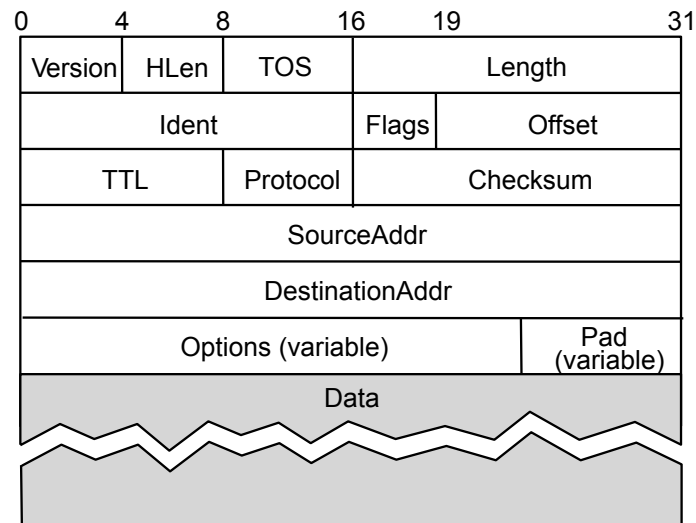 0 4 8 16 19 31
Version HLen TOS Length
Ident Flags Offset
TTL Protocol Checksum
SourceAddr
DestinationAddr
Options (variable) Pad
(variable)
Data